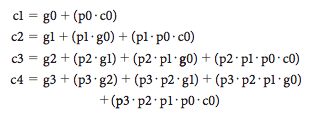 c1 = g0 + (p0·c0)
c2 = g1 + (p1·g0) + (p1·p0·c0)
c3 = g2 + (p2·g1) + (p2·p1·g0) + (p2·p1·p0·c0)
c4 = g3 + (p3·g2) + (p3·p2·g1) + (p3·p2·p1·g0)
+ (p3·p2·p1·p0·c0)